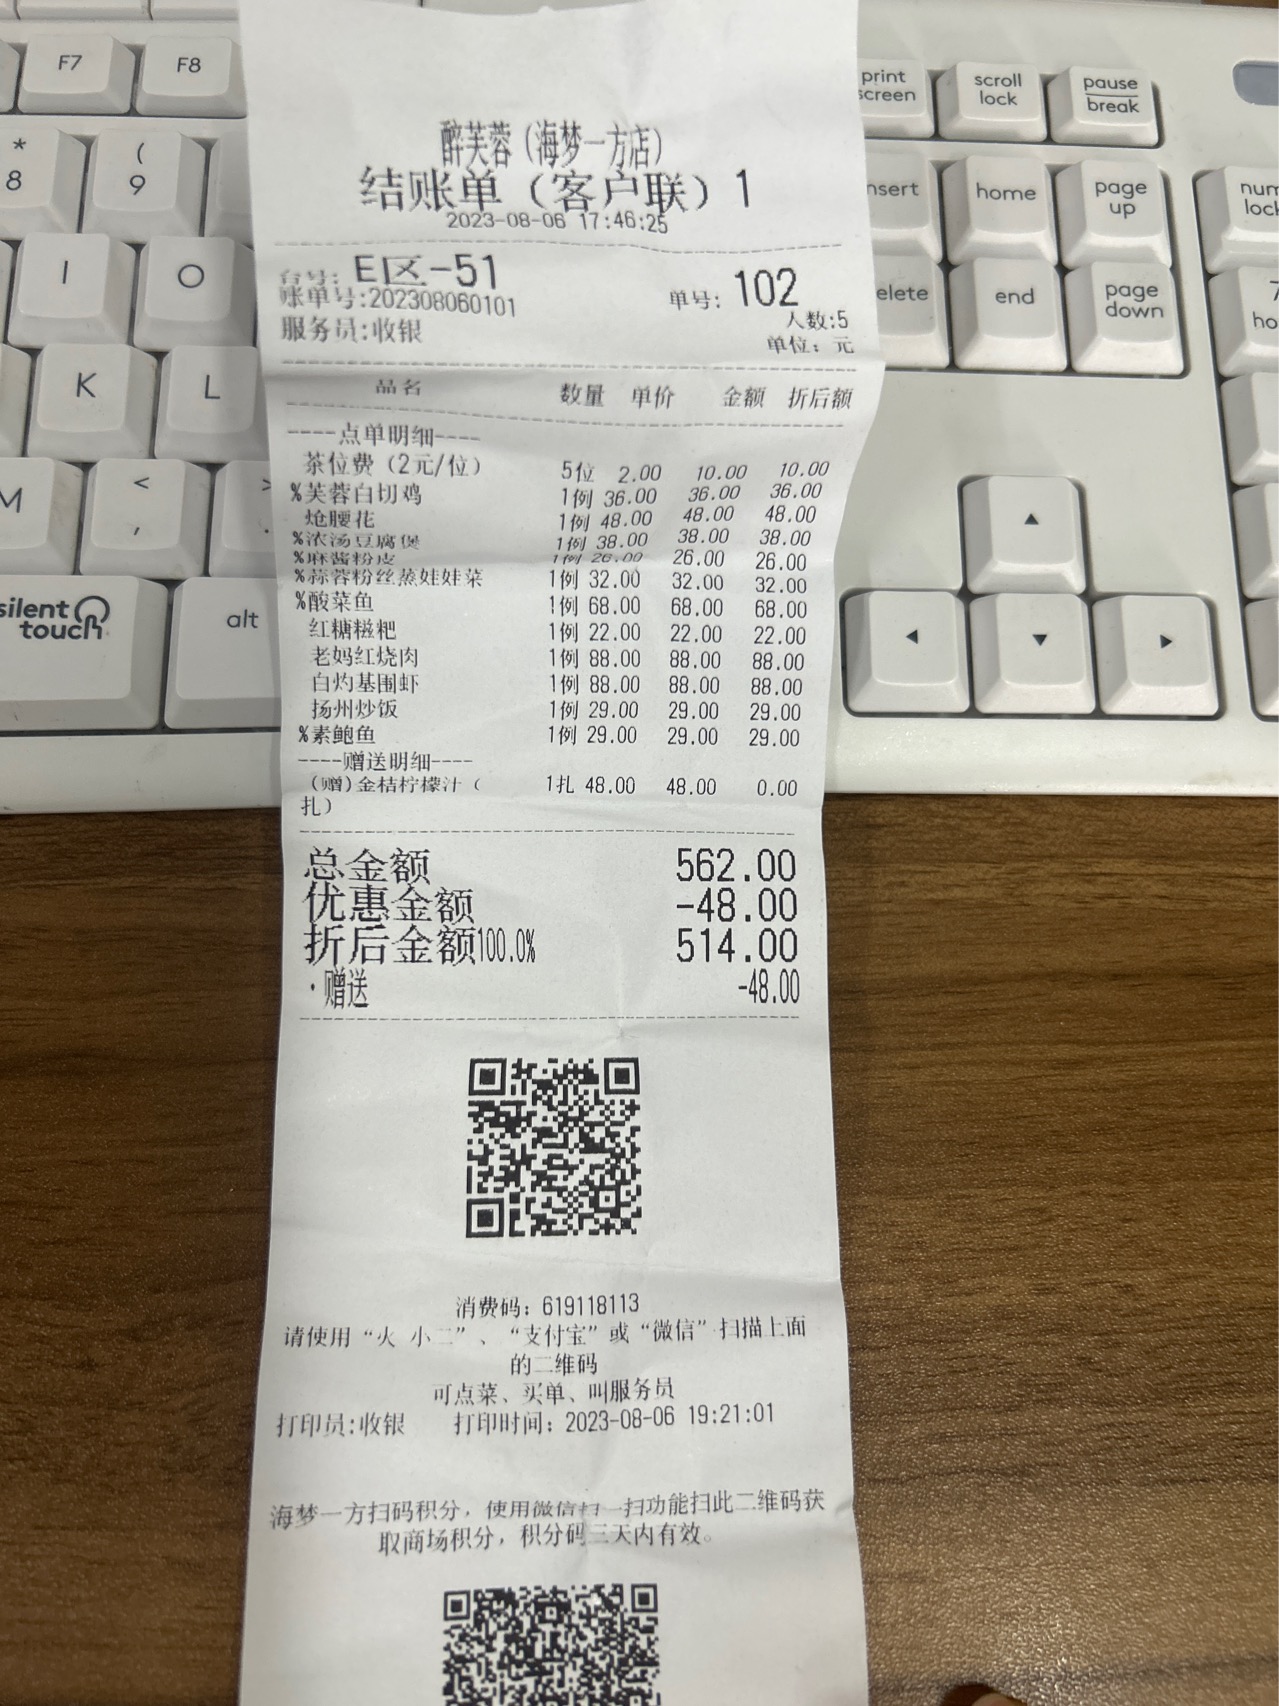 F7
F8
print screen
scroll lock
pause break
* 8
( 9
insert
home
page up
num lock
I
O
delete
end
page down
7
K
L
M
< ,
silent touch
alt
醉芙蓉（海梦一方店）
结账单（客户联）1
2023-08-06 17:46:25
台号: E区-51 单号: 102
账单号:202308060101 人数:5
服务员:收银 单位: 元
品名 数量 单价 金额 折后额
----点单明细----
茶位费（2元/位） 5位 2.00 10.00 10.00
%芙蓉白切鸡 1例 36.00 36.00 36.00
炝腰花 1例 48.00 48.00 48.00
%浓汤豆腐煲 1例 38.00 38.00 38.00
%麻酱粉皮 1例 26.00 26.00 26.00
%蒜蓉粉丝蒸娃娃菜 1例 32.00 32.00 32.00
%酸菜鱼 1例 68.00 68.00 68.00
红糖糍粑 1例 22.00 22.00 22.00
老妈红烧肉 1例 88.00 88.00 88.00
白灼基围虾 1例 88.00 88.00 88.00
扬州炒饭 1例 29.00 29.00 29.00
%素鲍鱼 1例 29.00 29.00 29.00
----赠送明细----
（赠)金桔柠檬汁（ 1扎 48.00 48.00 0.00
扎）
总金额 562.00
优惠金额 -48.00
折后金额100.0% 514.00
·赠送 -48.00
消费码: 619118113
请使用“火 小二”、“支付宝”或“微信”扫描上面
的二维码
可点菜、买单、叫服务员
打印员:收银 打印时间: 2023-08-06 19:21:01
海梦一方扫码积分，使用微信扫一扫功能扫此二维码获
取商场积分，积分码三天内有效。